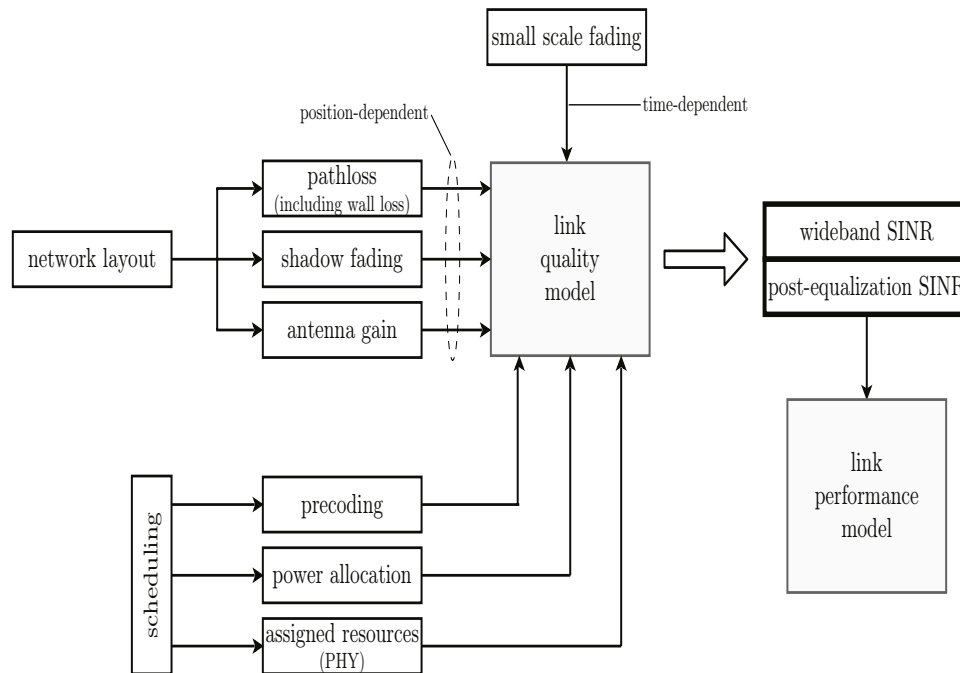 small scale fading
time-dependent
position-dependent
pathloss
(including wall loss)
network layout
shadow fading
antenna gain
link
quality
model
wideband SINR
post-equalization SINR
link
performance
model
scheduling
precoding
power allocation
assigned resources
(PHY)